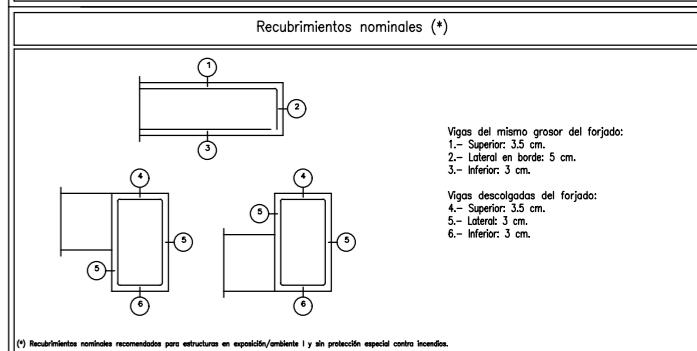 Recubrimientos nominales (*)
1
2
3
Vigas del mismo grosor del forjado:
1.- Superior: 3.5 cm.
2.- Lateral en borde: 5 cm.
3.- Inferior: 3 cm.
Vigas descolgadas del forjado:
4.- Superior: 3.5 cm.
5.- Lateral: 3 cm.
6.- Inferior: 3 cm.
4
5
5
6
4
5
5
6
(*) Recubrimientos nominales recomendados para estructuras en exposición/ambiente I y sin protección especial contra incendios.